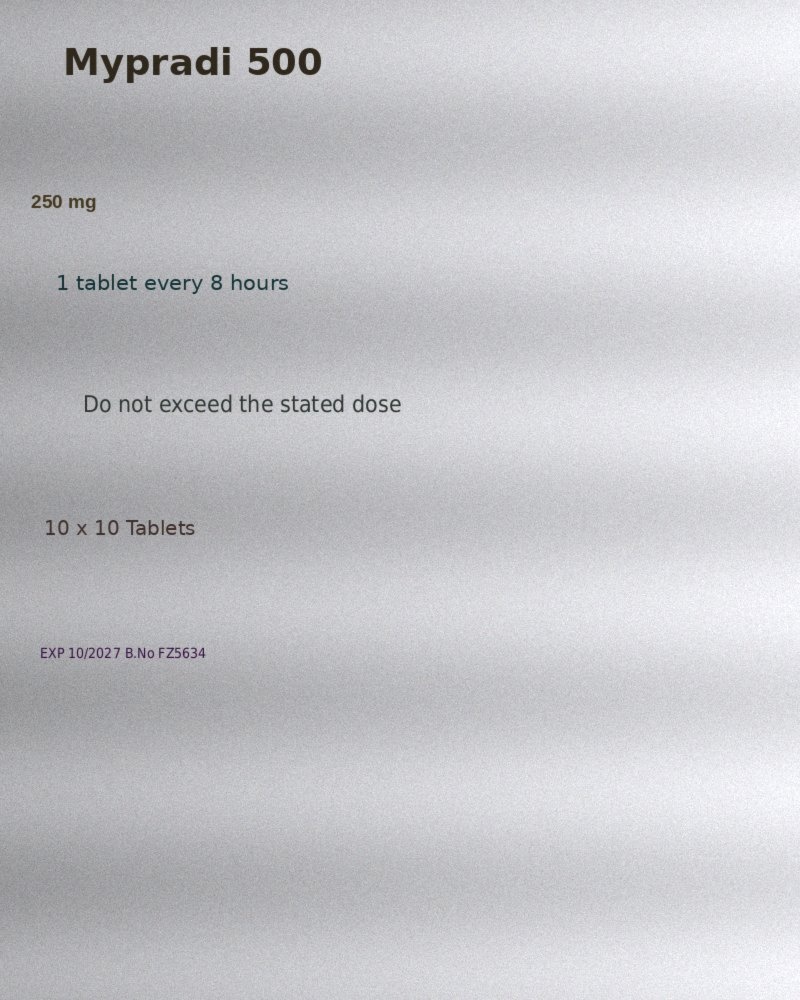 Mypradi 500
250 mg
1 tablet every 8 hours
Do not exceed the stated dose
10 x 10 Tablets
EXP 10/2027 B.No FZ5634